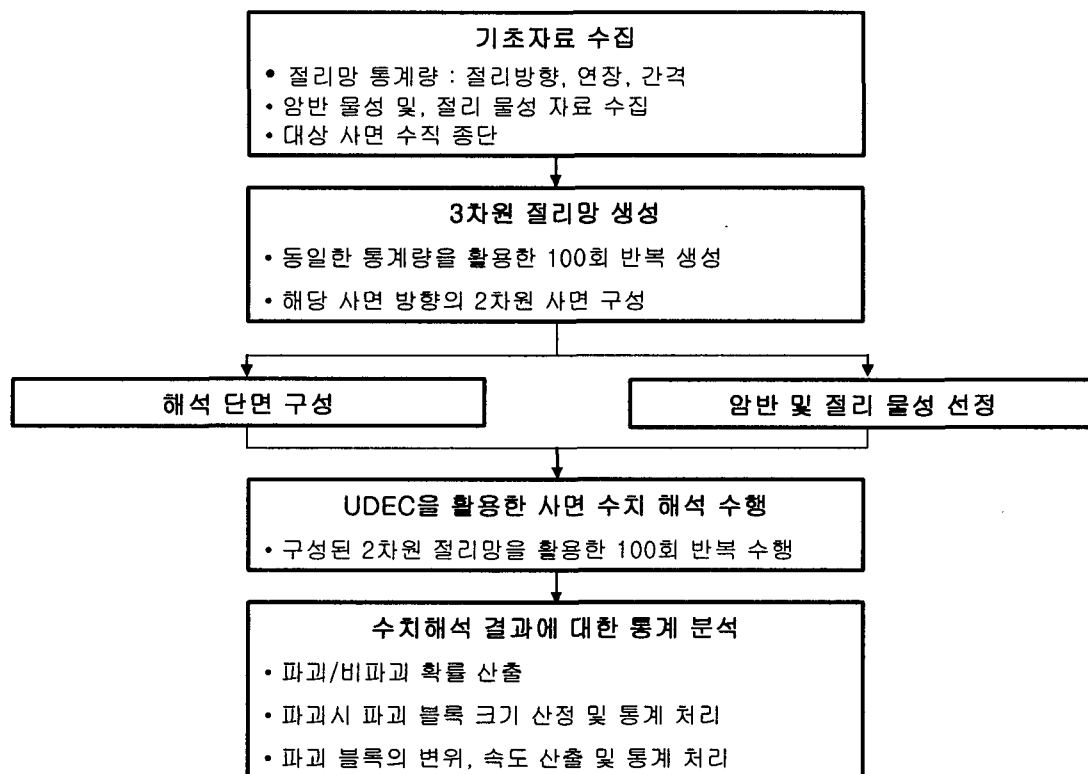 기초자료 수집
• 절리망 통계량 : 절리방향, 연장, 간격
• 암반 물성 및, 절리 물성 자료 수집
• 대상 사면 수직 종단
3차원 절리망 생성
• 동일한 통계량을 활용한 100회 반복 생성
• 해당 사면 방향의 2차원 사면 구성
해석 단면 구성
암반 및 절리 물성 선정
UDEC을 활용한 사면 수치 해석 수행
• 구성된 2차원 절리망을 활용한 100회 반복 수행
수치해석 결과에 대한 통계 분석
• 파괴/비파괴 확률 산출
• 파괴시 파괴 블록 크기 산정 및 통계 처리
• 파괴 블록의 변위, 속도 산출 및 통계 처리